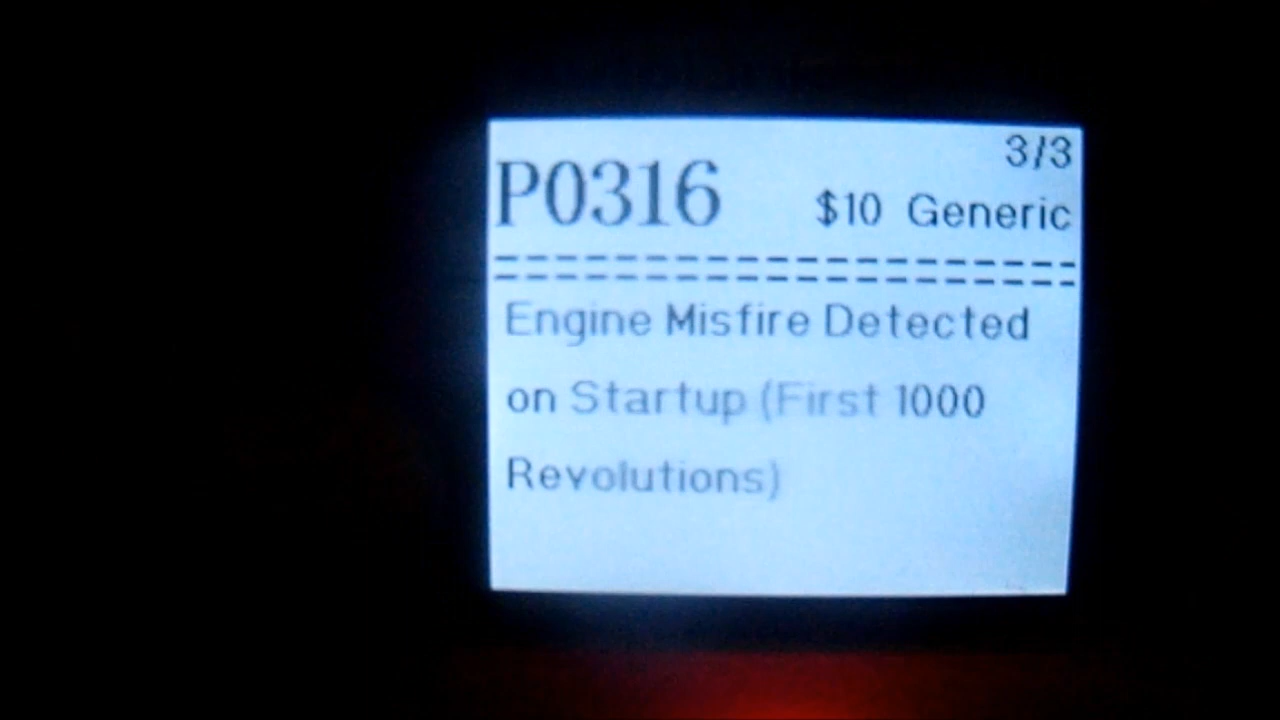 3/3
P0316 $10 Generic
Engine Misfire Detected
on Startup (First 1000
Revolutions)